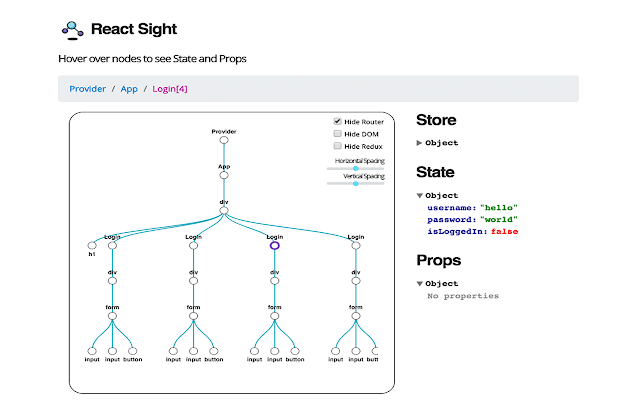 React Sight
Hover over nodes to see State and Props
Provider / App / Login[4]
Hide Router
Hide DOM
Hide Redux
Horizontal Spacing
Vertical Spacing
Provider
App
div
h1
Login Login Login Login
div div div div
form form form form
input input button input input button input input button input input butt
Store
Object
State
Object
username: "hello"
password: "world"
isLoggedIn: false
Props
Object
No properties